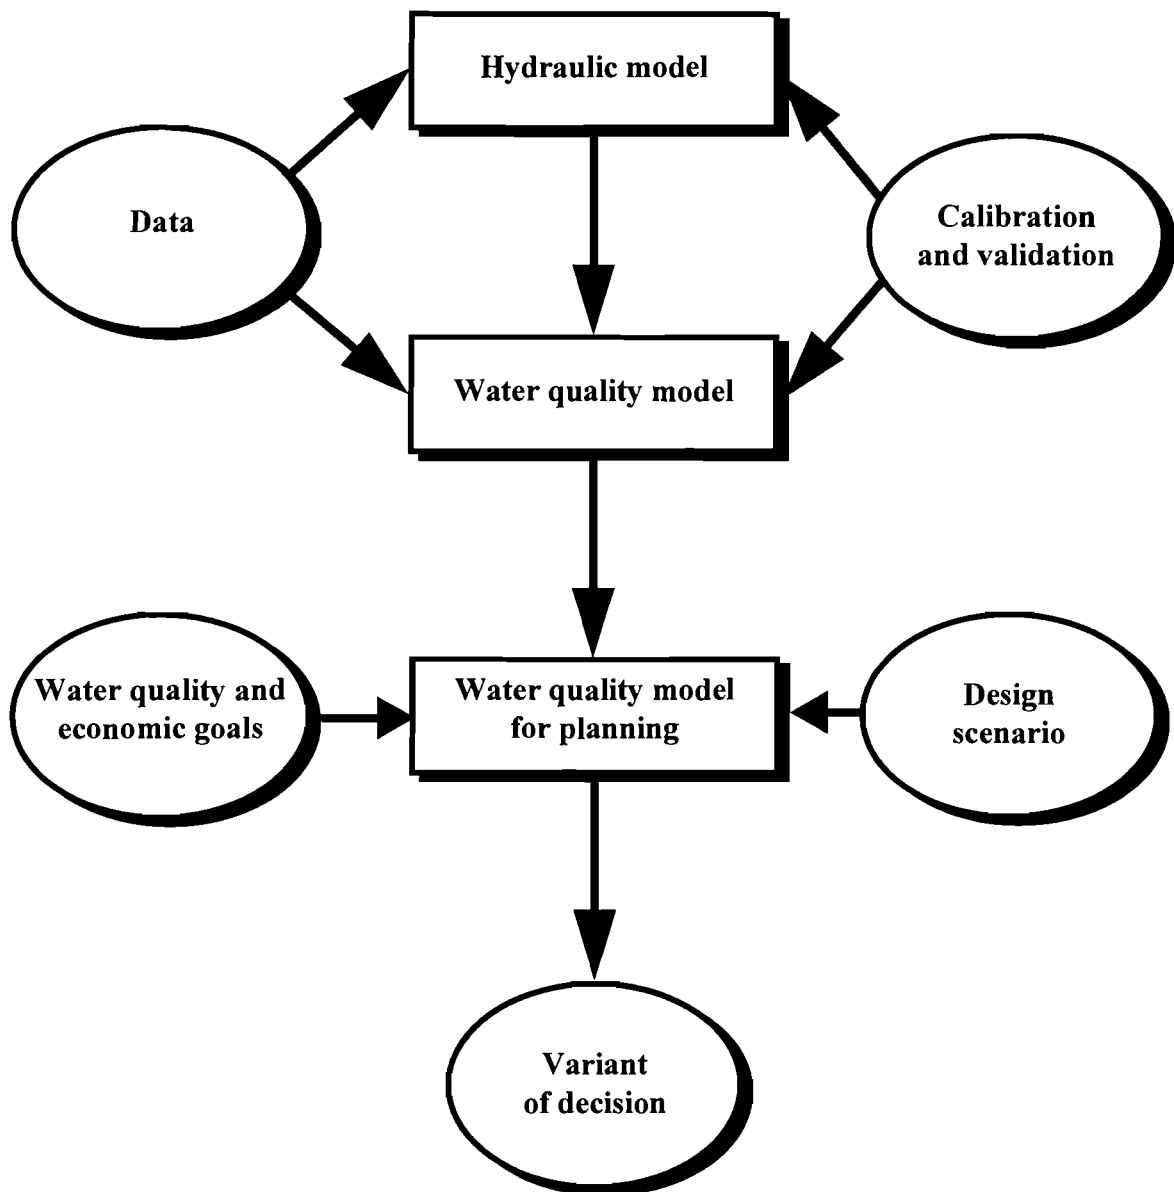 Hydraulic model
Data
Calibration
and validation
Water quality model
Water quality and
economic goals
Water quality model
for planning
Design
scenario
Variant
of decision